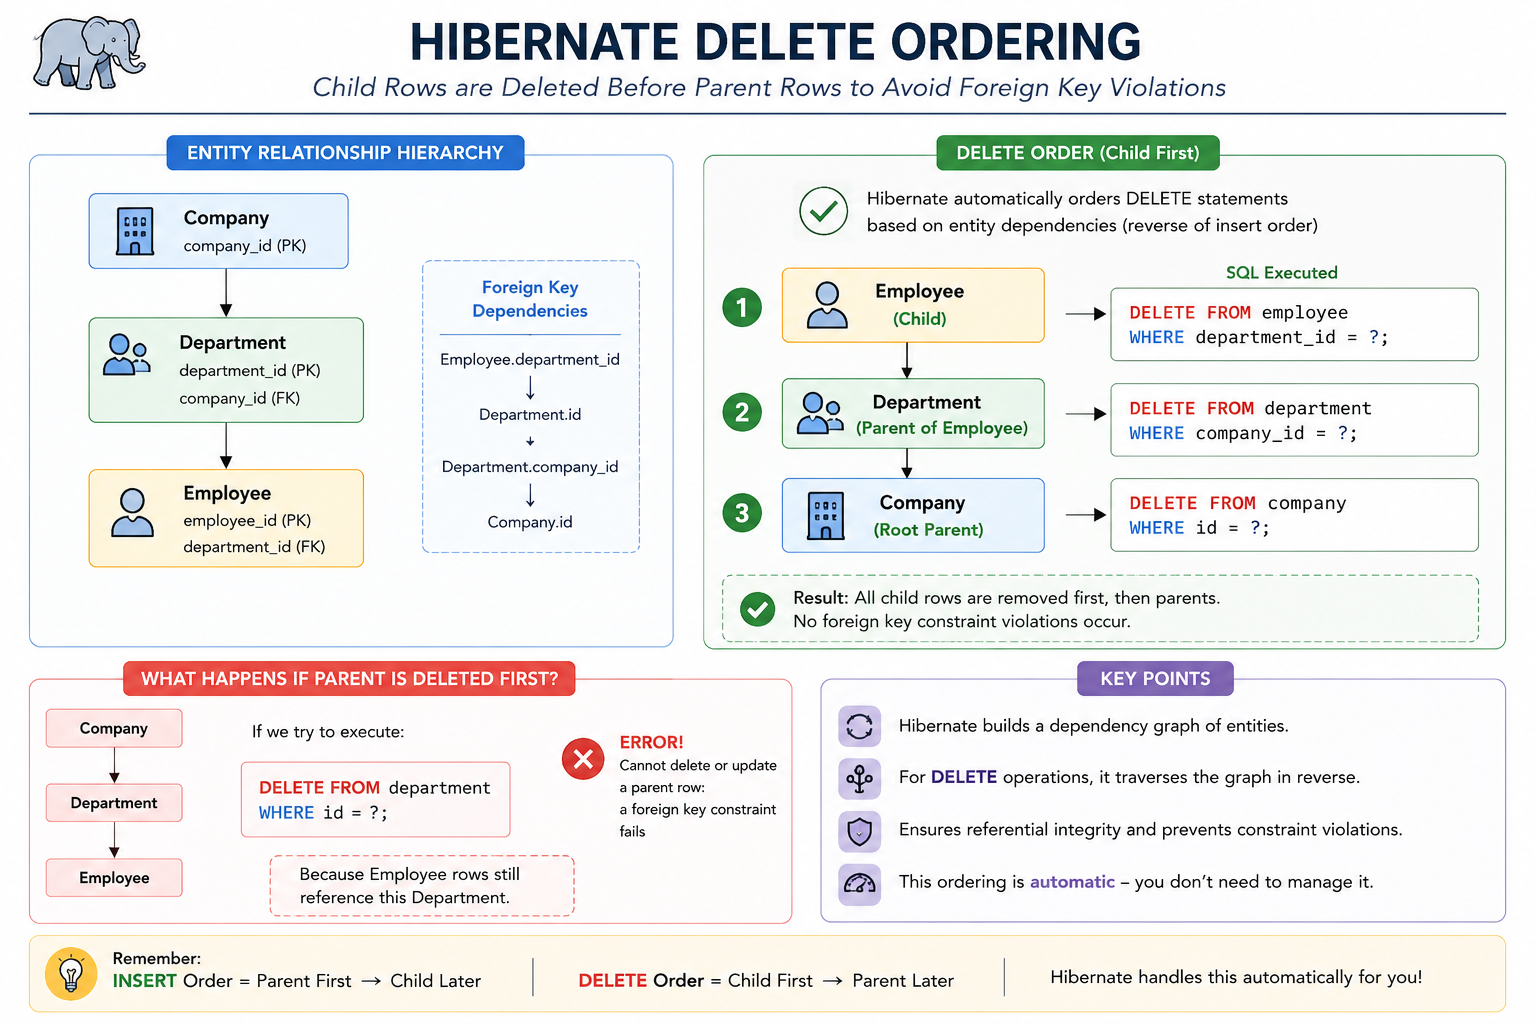 HIBERNATE DELETE ORDERING
Child Rows are Deleted Before Parent Rows to Avoid Foreign Key Violations
ENTITY RELATIONSHIP HIERARCHY
Company
company_id (PK)
Department
department_id (PK)
company_id (FK)
Employee
employee_id (PK)
department_id (FK)
Foreign Key
Dependencies
Employee.department_id
↓
Department.id
↓
Department.company_id
↓
Company.id
DELETE ORDER (Child First)
Hibernate automatically orders DELETE statements
based on entity dependencies (reverse of insert order)
SQL Executed
1
Employee
(Child)
DELETE FROM employee
WHERE department_id = ?;
2
Department
(Parent of Employee)
DELETE FROM department
WHERE company_id = ?;
3
Company
(Root Parent)
DELETE FROM company
WHERE id = ?;
Result: All child rows are removed first, then parents.
No foreign key constraint violations occur.
WHAT HAPPENS IF PARENT IS DELETED FIRST?
Company
Department
Employee
If we try to execute:
DELETE FROM department
WHERE id = ?;
Because Employee rows still
reference this Department.
ERROR!
Cannot delete or update
a parent row:
a foreign key constraint
fails
KEY POINTS
Hibernate builds a dependency graph of entities.
For DELETE operations, it traverses the graph in reverse.
Ensures referential integrity and prevents constraint violations.
This ordering is automatic – you don't need to manage it.
Remember:
INSERT Order = Parent First → Child Later
DELETE Order = Child First → Parent Later
Hibernate handles this automatically for you!